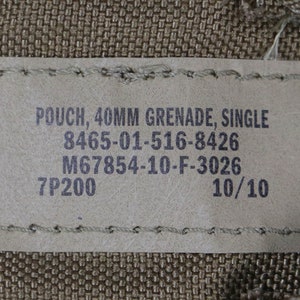 POUCH, 40MM GRENADE, SINGLE
8465-01-516-8426
M67854-10-F-3026
7P200 10/10